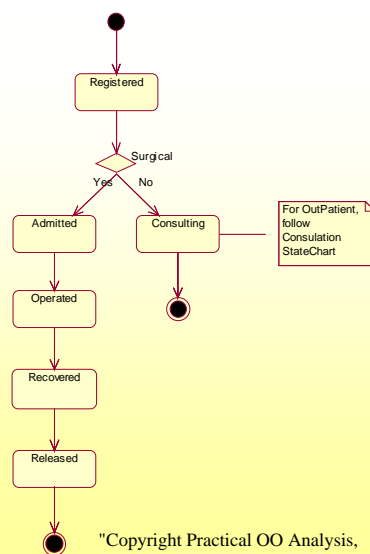 Registered
Surgical
Yes
No
Admitted
Consulting
For OutPatient,
follow
Consulation
StateChart
Operated
Recovered
Released
"Copyright Practical OO Analysis,